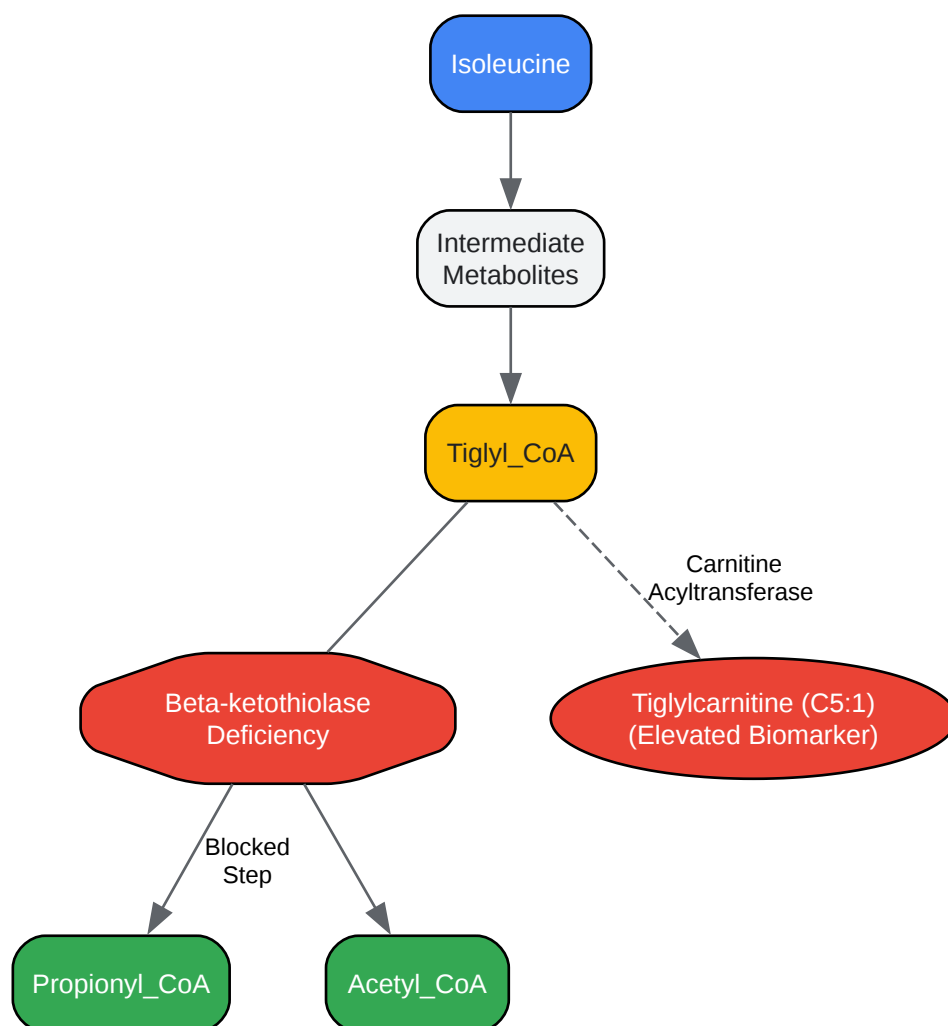 Isoleucine
Intermediate
Metabolites
Tiglyl_CoA
Carnitine
Acyltransferase
Beta-ketothiolase
Deficiency
Tiglylcarnitine (C5:1)
(Elevated Biomarker)
Blocked
Step
Propionyl_CoA
Acetyl_CoA